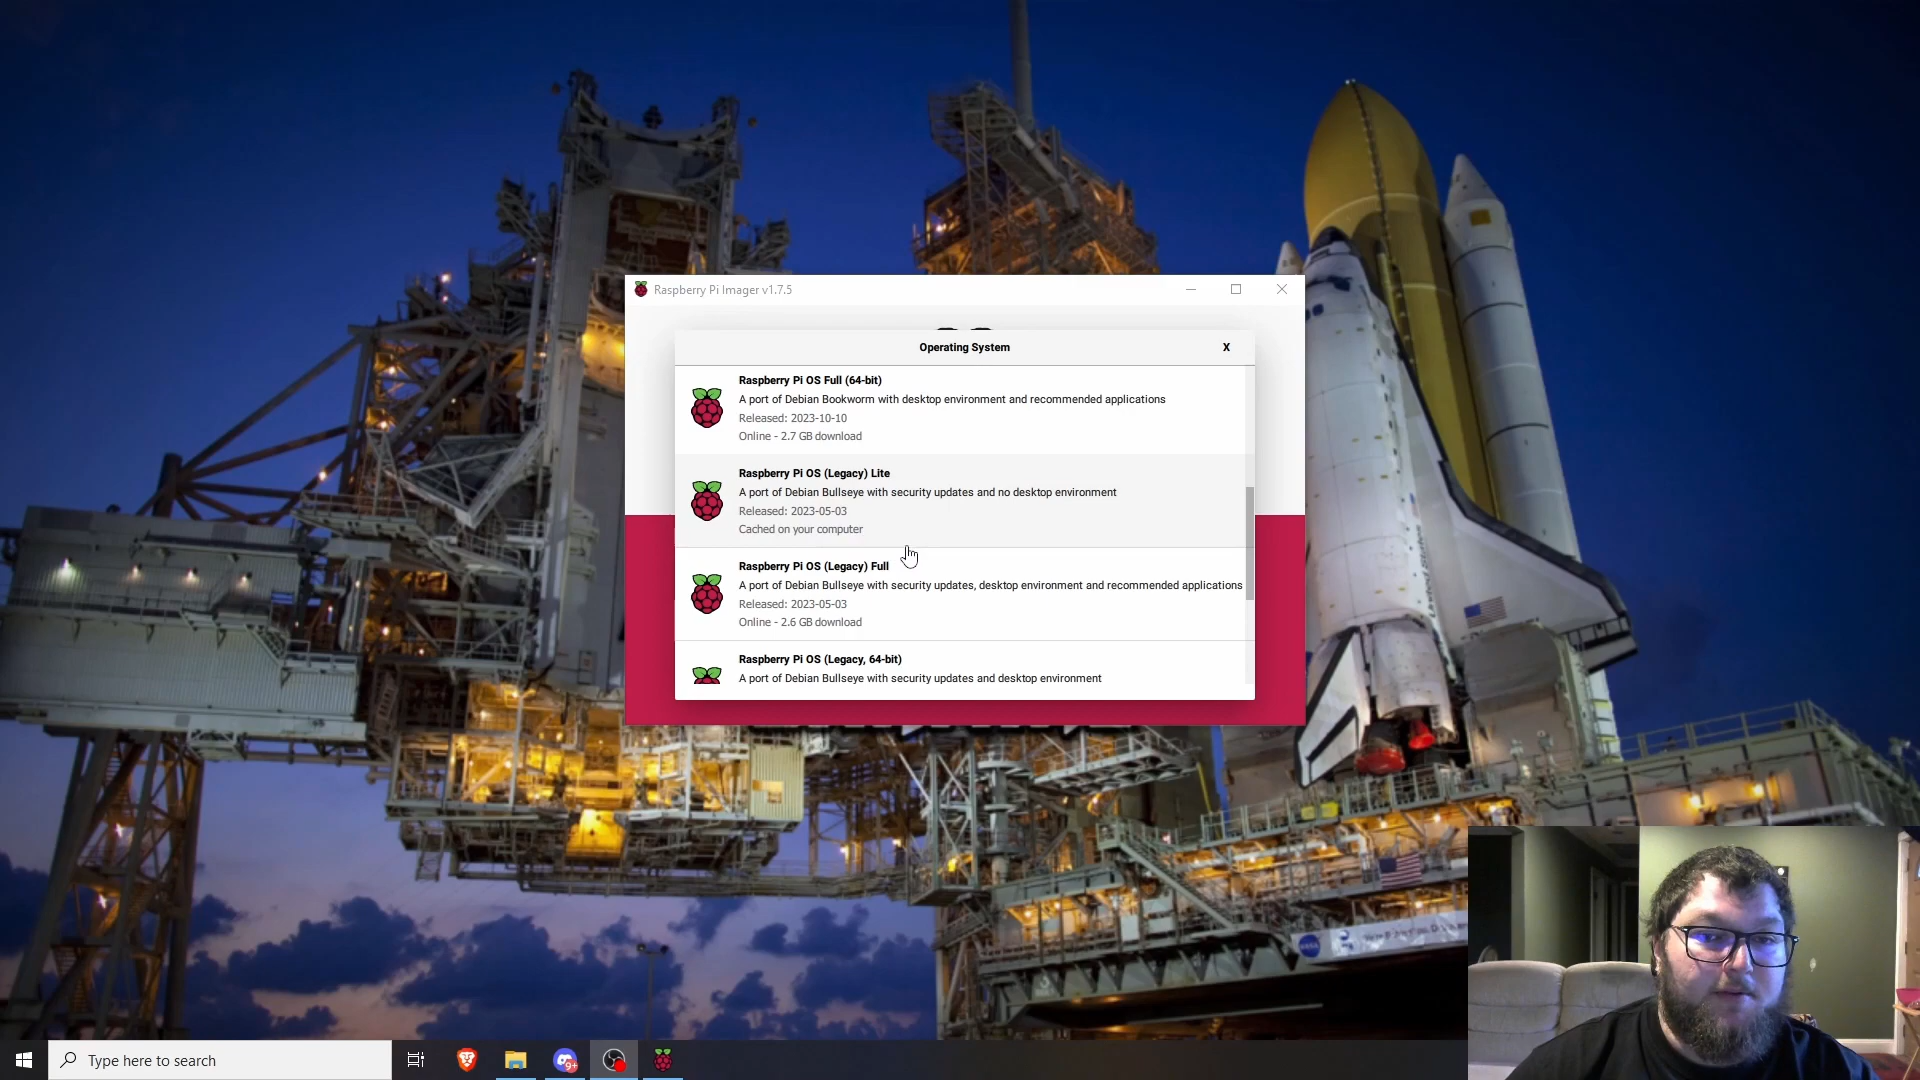 Raspberry Pi Imager v1.7.5
Operating System
X
Raspberry Pi OS Full (64-bit)
A port of Debian Bookworm with desktop environment and recommended applications
Released: 2023-10-10
Online - 2.7 GB download
Raspberry Pi OS (Legacy) Lite
A port of Debian Bullseye with security updates and no desktop environment
Released: 2023-05-03
Cached on your computer
Raspberry Pi OS (Legacy) Full
A port of Debian Bullseye with security updates, desktop environment and recommended applications
Released: 2023-05-03
Online - 2.6 GB download
Raspberry Pi OS (Legacy, 64-bit)
A port of Debian Bullseye with security updates and desktop environment
Type here to search
9+